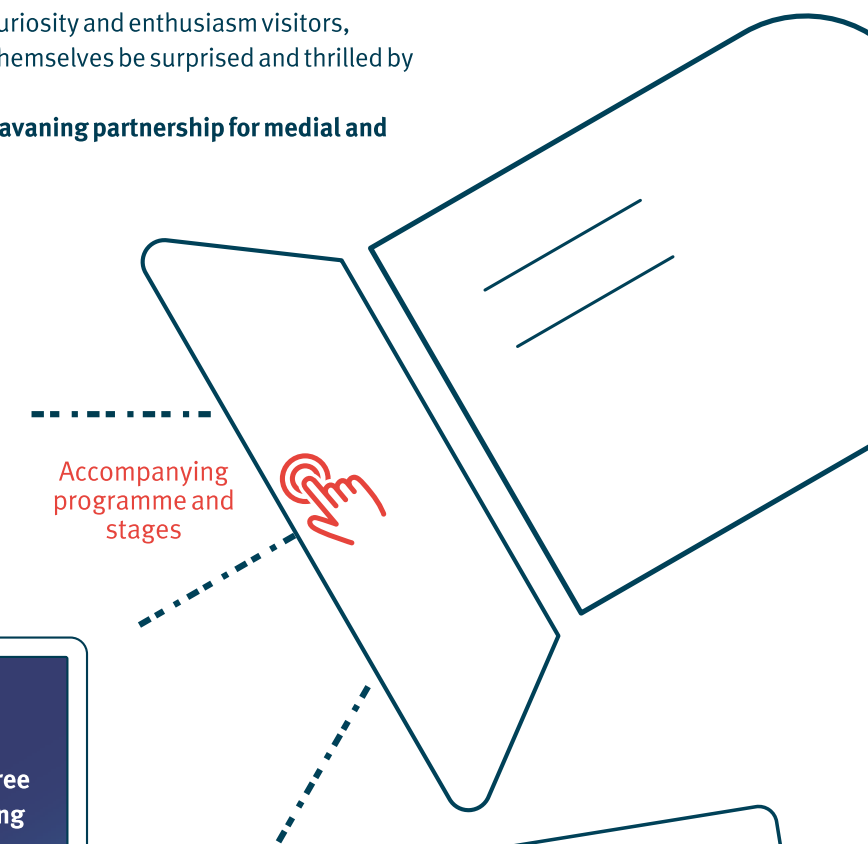 uriosity and enthusiasm visitors,
hemselves be surprised and thrilled by
avaning partnership for medial and
Accompanying
programme and
stages
ree
ng